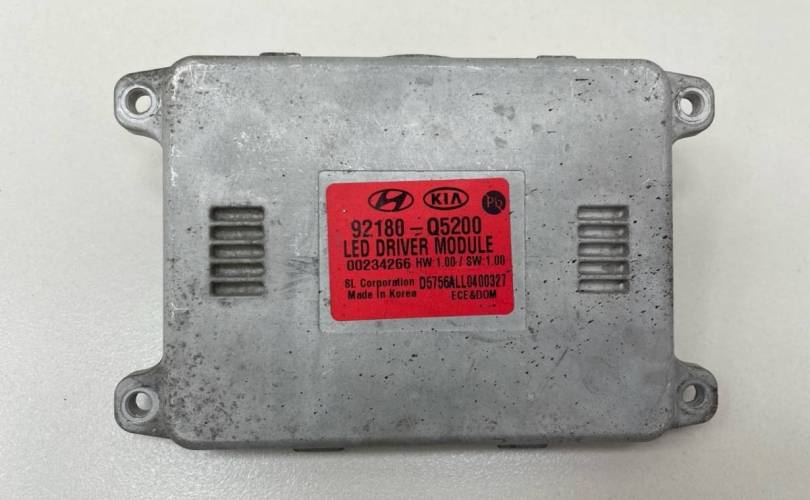 KIA Pb
92180-Q5200
LED DRIVER MODULE
00234266 HW:1.00/SW:1.00
SL Corporation D5756ALL0400327
Made In Korea ECE&DOM